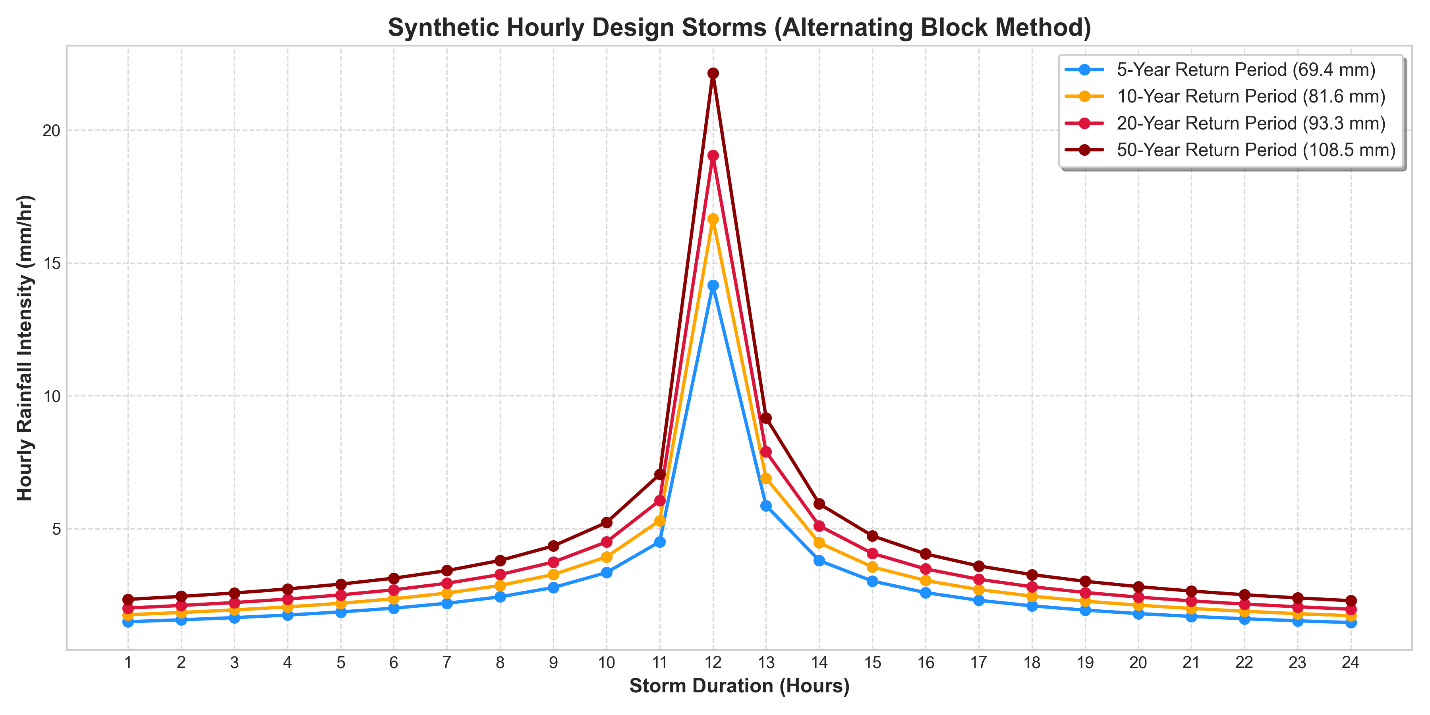 Synthetic Hourly Design Storms (Alternating Block Method)
5-Year Return Period (69.4 mm)
10-Year Return Period (81.6 mm)
20-Year Return Period (93.3 mm)
50-Year Return Period (108.5 mm)
Hourly Rainfall Intensity (mm/hr)
20
15
10
5
1 2 3 4 5 6 7 8 9 10 11 12 13 14 15 16 17 18 19 20 21 22 23 24
Storm Duration (Hours)